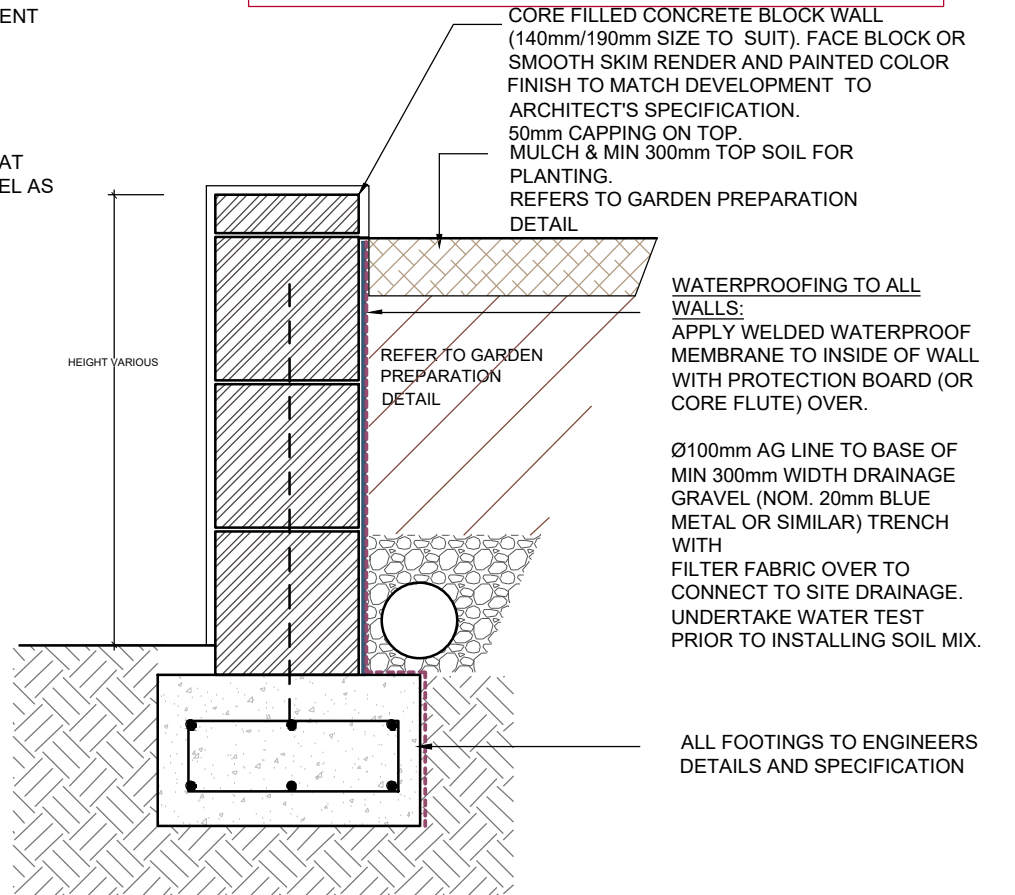 ENT
AT
EL AS
CORE FILLED CONCRETE BLOCK WALL
(140mm/190mm SIZE TO SUIT). FACE BLOCK OR
SMOOTH SKIM RENDER AND PAINTED COLOR
FINISH TO MATCH DEVELOPMENT TO
ARCHITECT'S SPECIFICATION.
50mm CAPPING ON TOP.
MULCH & MIN 300mm TOP SOIL FOR
PLANTING.
REFERS TO GARDEN PREPARATION
DETAIL
WATERPROOFING TO ALL
WALLS:
APPLY WELDED WATERPROOF
MEMBRANE TO INSIDE OF WALL
WITH PROTECTION BOARD (OR
CORE FLUTE) OVER.
HEIGHT VARIOUS
REFER TO GARDEN
PREPARATION
DETAIL
Ø100mm AG LINE TO BASE OF
MIN 300mm WIDTH DRAINAGE
GRAVEL (NOM. 20mm BLUE
METAL OR SIMILAR) TRENCH
WITH
FILTER FABRIC OVER TO
CONNECT TO SITE DRAINAGE.
UNDERTAKE WATER TEST
PRIOR TO INSTALLING SOIL MIX.
ALL FOOTINGS TO ENGINEERS
DETAILS AND SPECIFICATION